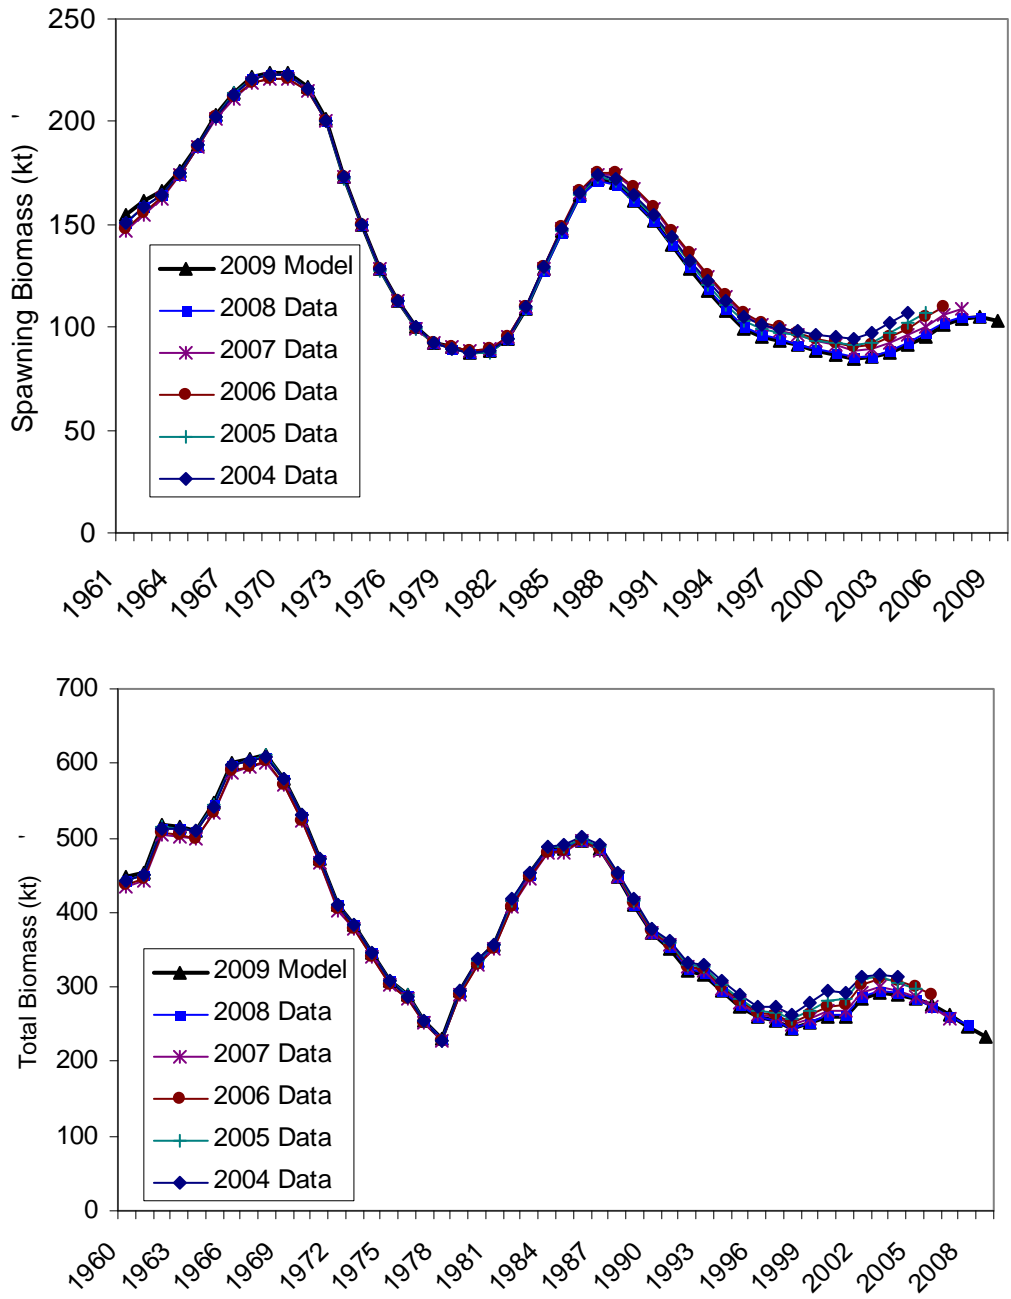 250
200
150
100
50
0
Spawning Biomass (kt) '
2009 Model
2008 Data
2007 Data
2006 Data
2005 Data
2004 Data
1961 1964 1967 1970 1973 1976 1979 1982 1985 1988 1991 1994 1997 2000 2003 2006 2009
700
600
500
400
300
200
100
0
Total Biomass (kt) '
2009 Model
2008 Data
2007 Data
2006 Data
2005 Data
2004 Data
1960 1963 1966 1969 1972 1975 1978 1981 1984 1987 1990 1993 1996 1999 2002 2005 2008